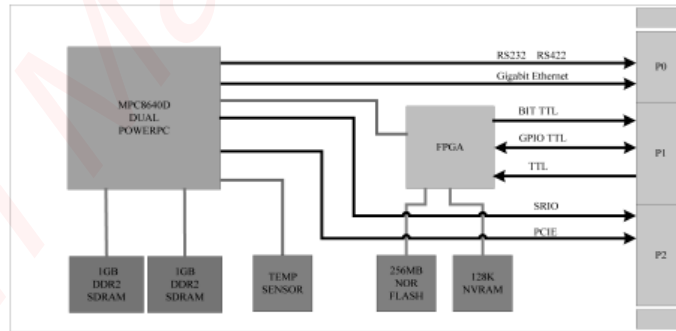 RS232 RS422
P0
Gigabit Ethernet
MPC8640D
DUAL
POWERPC
BIT TTL
FPGA
GPIO TTL
P1
TTL
SRIO
PCIE
P2
1GB
DDR2
SDRAM
1GB
DDR2
SDRAM
TEMP
SENSOR
256MB
NOR
FLASH
128K
NVRAM